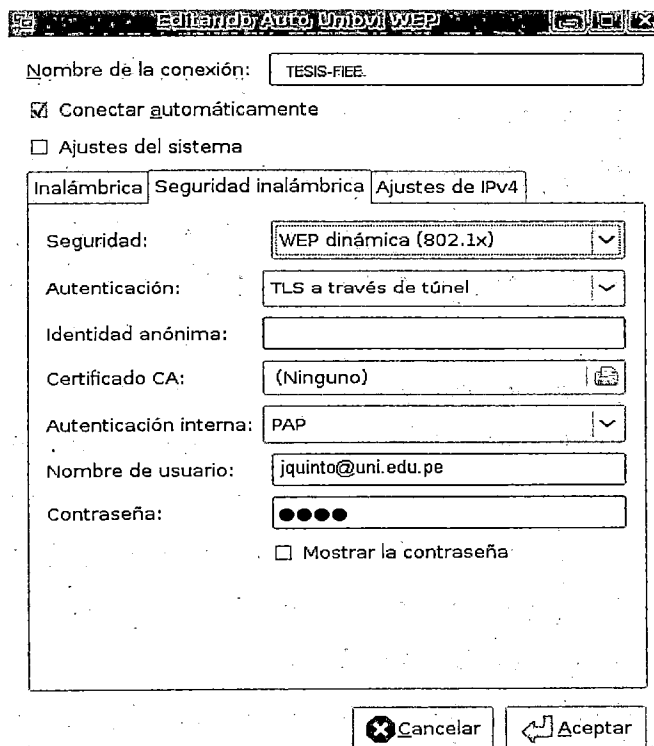 Editando Auto Uniovi WEP
Nombre de la conexión: TESIS-FIEE.
Conectar automáticamente
Ajustes del sistema
Inalámbrica Seguridad inalámbrica Ajustes de IPv4
Seguridad: WEP dinámica (802.1x)
Autenticación: TLS a través de túnel
Identidad anónima:
Certificado CA: (Ninguno)
Autenticación interna: PAP
Nombre de usuario: jquinto@uni.edu.pe
Contraseña: ●●●●
Mostrar la contraseña
Cancelar Aceptar